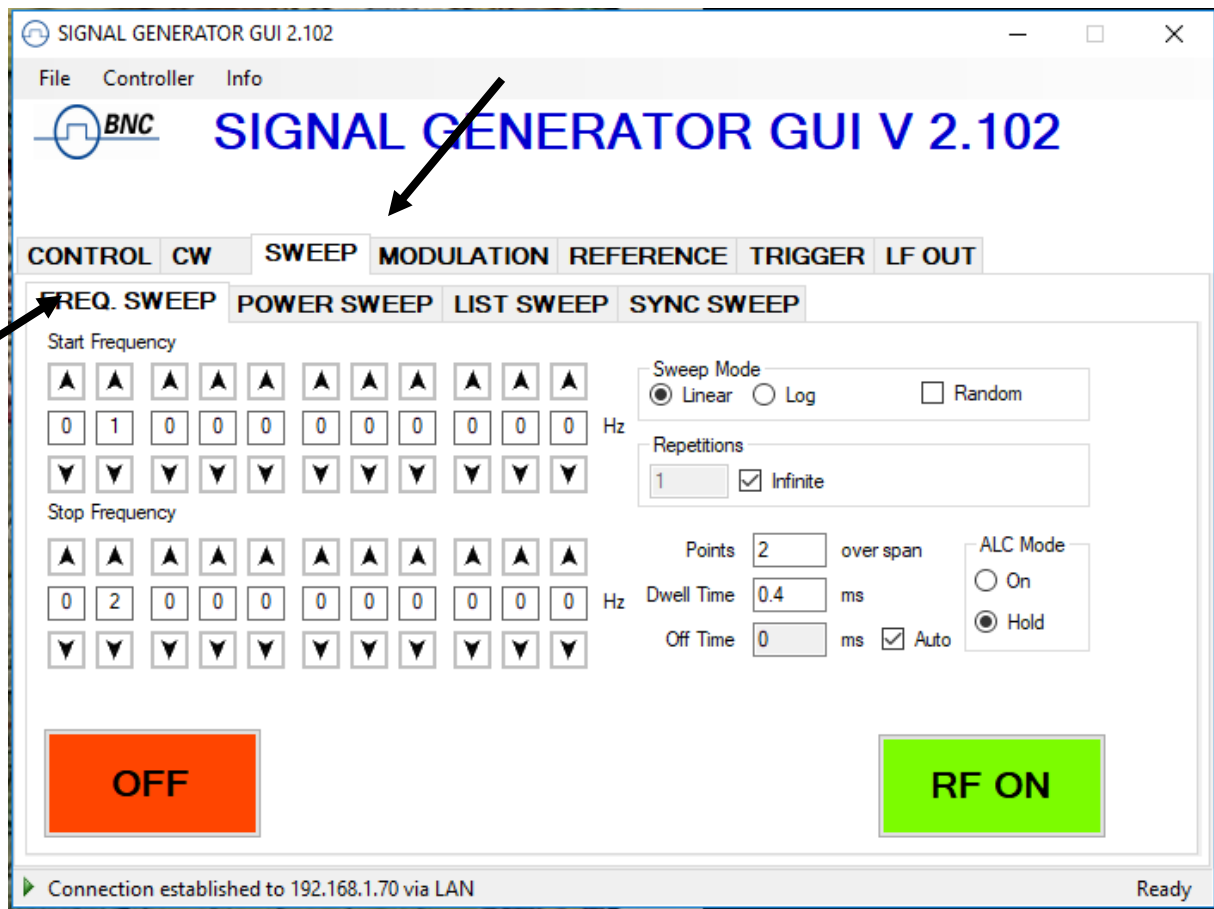 SIGNAL GENERATOR GUI 2.102
File Controller Info
BNC SIGNAL GENERATOR GUI V 2.102
CONTROL CW SWEEP MODULATION REFERENCE TRIGGER LF OUT
FREQ. SWEEP POWER SWEEP LIST SWEEP SYNC SWEEP
Start Frequency
0 1 0 0 0 0 0 0 0 0 0 Hz
Stop Frequency
0 2 0 0 0 0 0 0 0 0 0 Hz
Sweep Mode
Linear Log Random
Repetitions
1 Infinite
Points 2 over span
Dwell Time 0.4 ms
Off Time 0 ms Auto
ALC Mode
On
Hold
OFF
RF ON
Connection established to 192.168.1.70 via LAN Ready